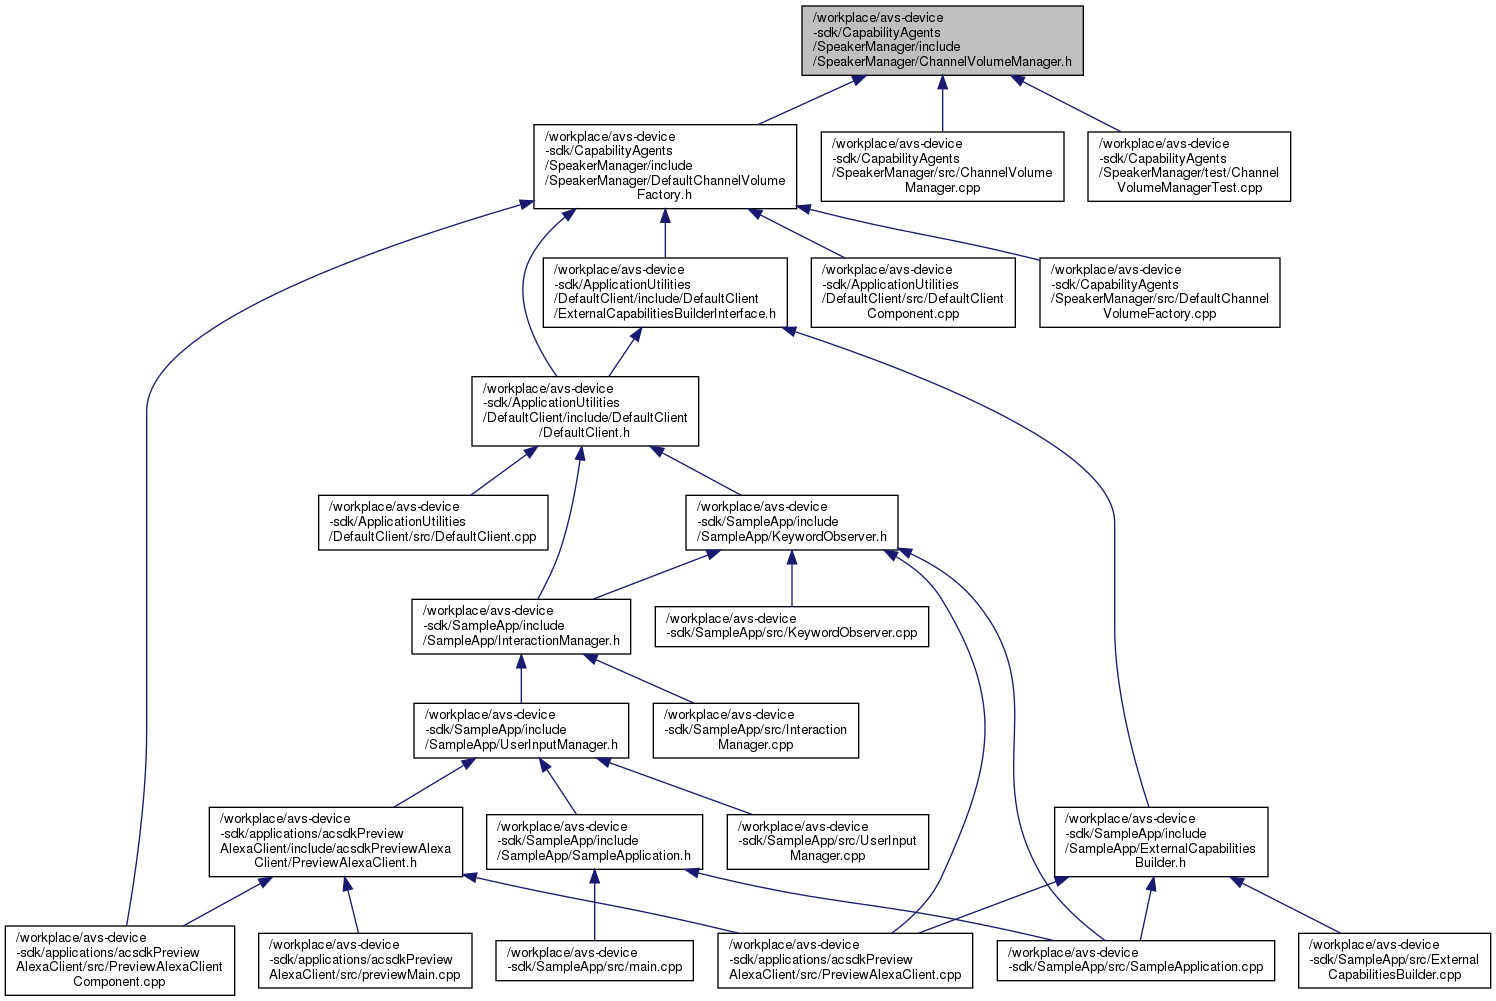 /workplace/avs-device
-sdk/CapabilityAgents
/SpeakerManager/include
/SpeakerManager/ChannelVolumeManager.h
/workplace/avs-device
-sdk/CapabilityAgents
/SpeakerManager/include
/SpeakerManager/DefaultChannelVolume
Factory.h
/workplace/avs-device
-sdk/CapabilityAgents
/SpeakerManager/src/ChannelVolume
Manager.cpp
/workplace/avs-device
-sdk/CapabilityAgents
/SpeakerManager/test/Channel
VolumeManagerTest.cpp
/workplace/avs-device
-sdk/ApplicationUtilities
/DefaultClient/include/DefaultClient
/ExternalCapabilitiesBuilderInterface.h
/workplace/avs-device
-sdk/ApplicationUtilities
/DefaultClient/src/DefaultClient
Component.cpp
/workplace/avs-device
-sdk/CapabilityAgents
/SpeakerManager/src/DefaultChannel
VolumeFactory.cpp
/workplace/avs-device
-sdk/ApplicationUtilities
/DefaultClient/include/DefaultClient
/DefaultClient.h
/workplace/avs-device
-sdk/ApplicationUtilities
/DefaultClient/src/DefaultClient.cpp
/workplace/avs-device
-sdk/SampleApp/include
/SampleApp/KeywordObserver.h
/workplace/avs-device
-sdk/SampleApp/include
/SampleApp/InteractionManager.h
/workplace/avs-device
-sdk/SampleApp/src/KeywordObserver.cpp
/workplace/avs-device
-sdk/SampleApp/include
/SampleApp/UserInputManager.h
/workplace/avs-device
-sdk/SampleApp/src/Interaction
Manager.cpp
/workplace/avs-device
-sdk/applications/acsdkPreview
AlexaClient/include/acsdkPreviewAlexa
Client/PreviewAlexaClient.h
/workplace/avs-device
-sdk/SampleApp/include
/SampleApp/SampleApplication.h
/workplace/avs-device
-sdk/SampleApp/src/UserInput
Manager.cpp
/workplace/avs-device
-sdk/SampleApp/include
/SampleApp/ExternalCapabilities
Builder.h
/workplace/avs-device
-sdk/applications/acsdkPreview
AlexaClient/src/PreviewAlexaClient
Component.cpp
/workplace/avs-device
-sdk/applications/acsdkPreview
AlexaClient/src/previewMain.cpp
/workplace/avs-device
-sdk/SampleApp/src/main.cpp
/workplace/avs-device
-sdk/applications/acsdkPreview
AlexaClient/src/PreviewAlexaClient.cpp
/workplace/avs-device
-sdk/SampleApp/src/SampleApplication.cpp
/workplace/avs-device
-sdk/SampleApp/src/External
CapabilitiesBuilder.cpp